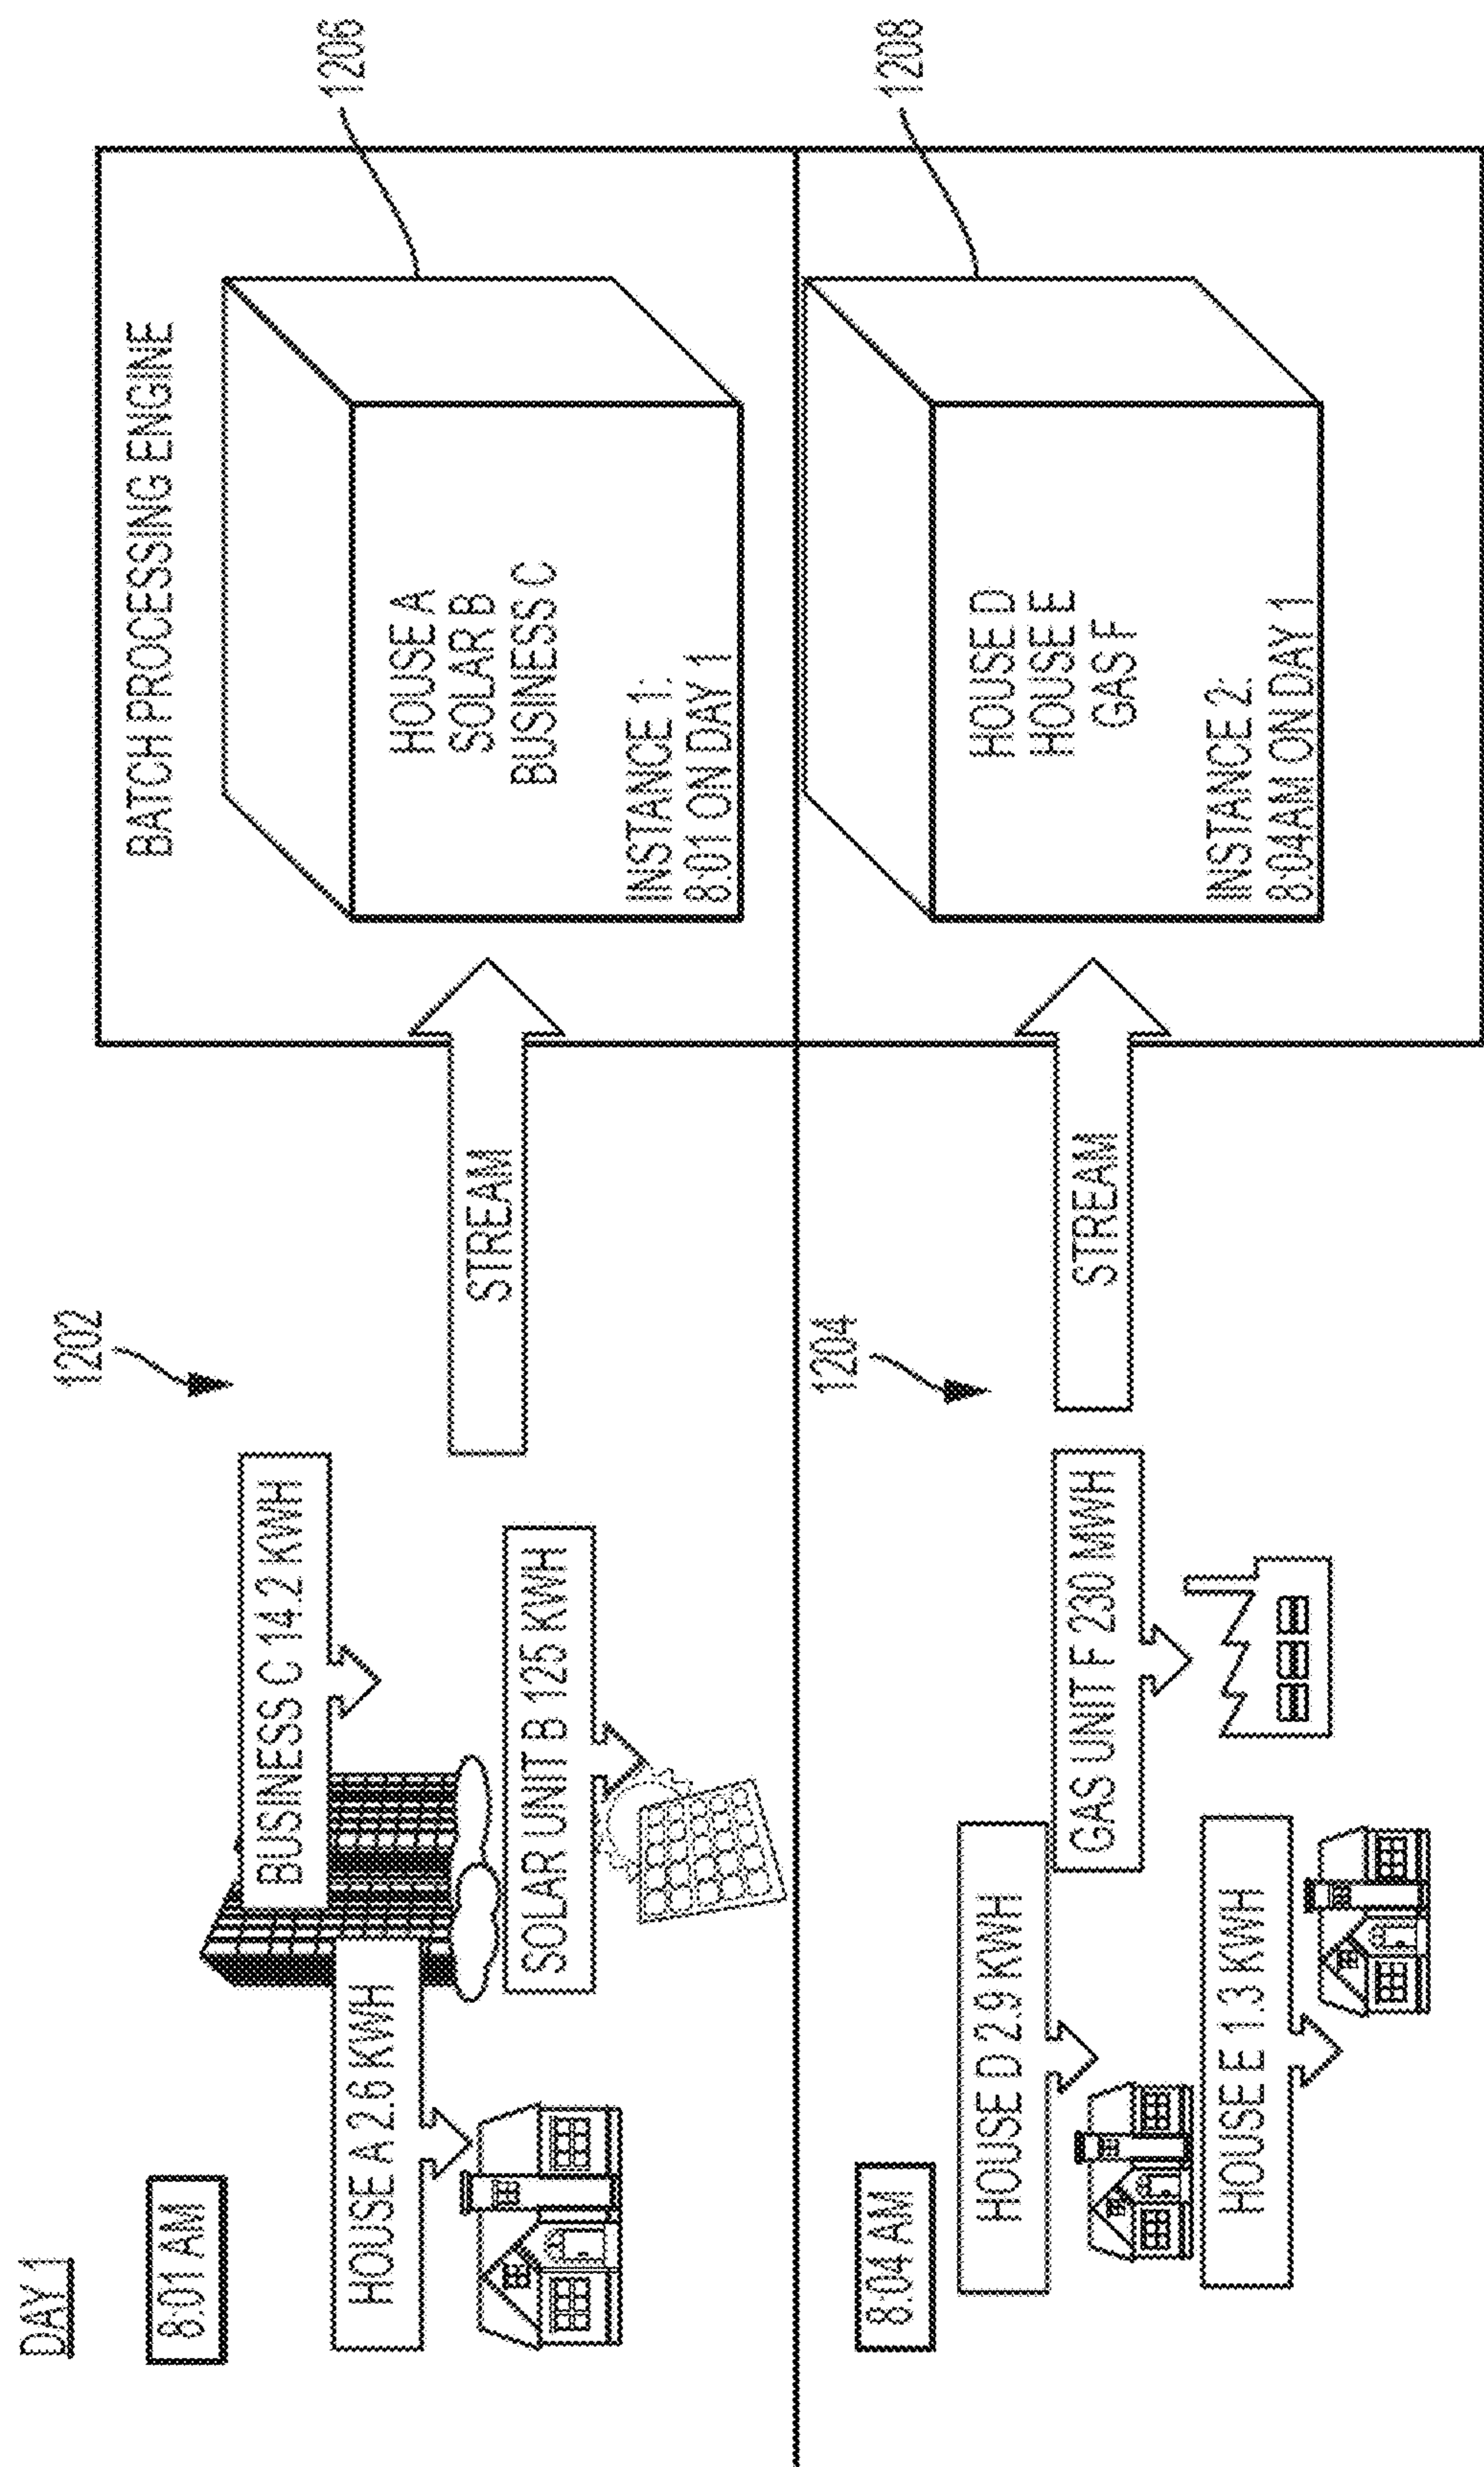 DAY 1
8:01 AM
HOUSE A 2.6 KWH
BUSINESS C 14.2 KWH
SOLAR UNIT B 125 KWH
1202
STREAM
BATCH PROCESSING ENGINE
HOUSE A
SOLAR B
BUSINESS C
INSTANCE 1:
8:01 ON DAY 1
1206
8:04 AM
HOUSE D 2.9 KWH
GAS UNIT F 230 MWH
HOUSE E 1.3 KWH
1204
STREAM
HOUSE D
HOUSE E
GAS F
INSTANCE 2:
8:04AM ON DAY 1
1208